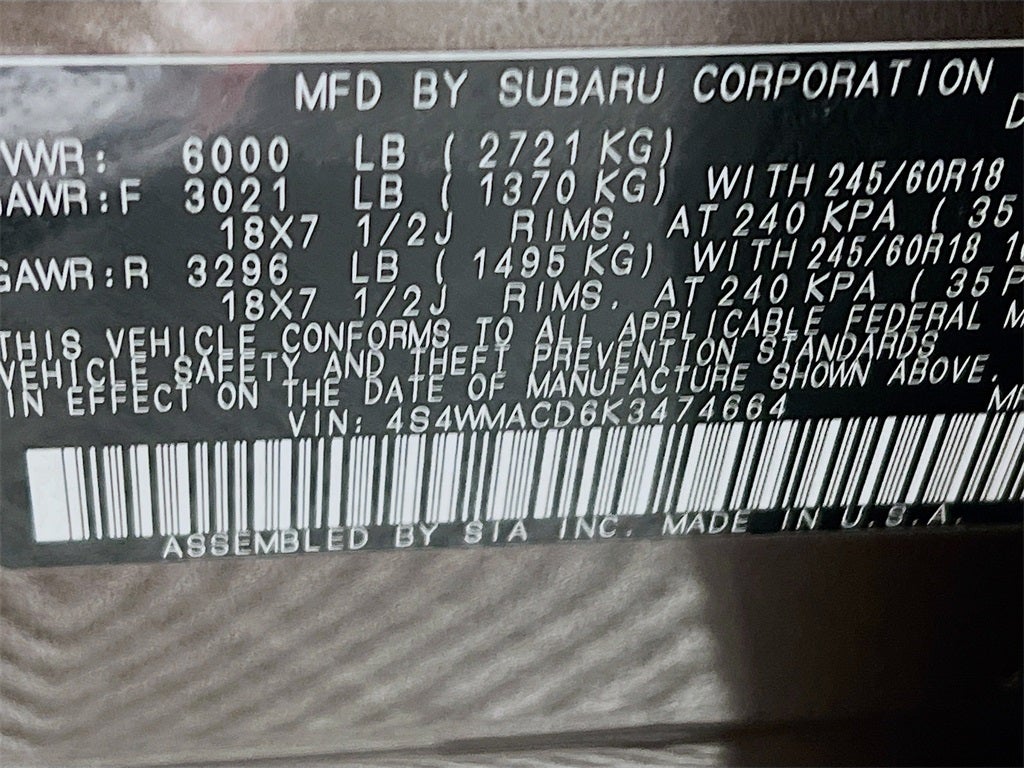 MFD BY SUBARU CORPORATION D
VWR: 6000 LB ( 2721 KG)
AWR:F 3021 LB ( 1370 KG) WITH 245/60R18
18X7 1/2J RIMS. AT 240 KPA ( 35
GAWR:R 3296 LB ( 1495 KG) WITH 245/60R18 10
18X7 1/2J RIMS. AT 240 KPA ( 35 P
THIS VEHICLE CONFORMS TO ALL APPLICABLE FEDERAL M
VEHICLE SAFETY AND THEFT PREVENTION STANDARDS
IN EFFECT ON THE DATE OF MANUFACTURE SHOWN ABOVE.
VIN: 4S4WMACD6K3474664 MP
ASSEMBLED BY SIA INC. MADE IN U.S.A.